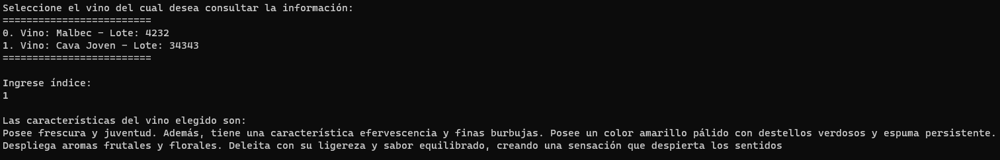 Seleccione el vino del cual desea consultar la información:
=========================
0. Vino: Malbec - Lote: 4232
1. Vino: Cava Joven - Lote: 34343
=========================
Ingrese índice:
1
Las características del vino elegido son:
Posee frescura y juventud. Además, tiene una característica efervescencia y finas burbujas. Posee un color amarillo pálido con destellos verdosos y espuma persistente.
Despliega aromas frutales y florales. Deleita con su ligereza y sabor equilibrado, creando una sensación que despierta los sentidos